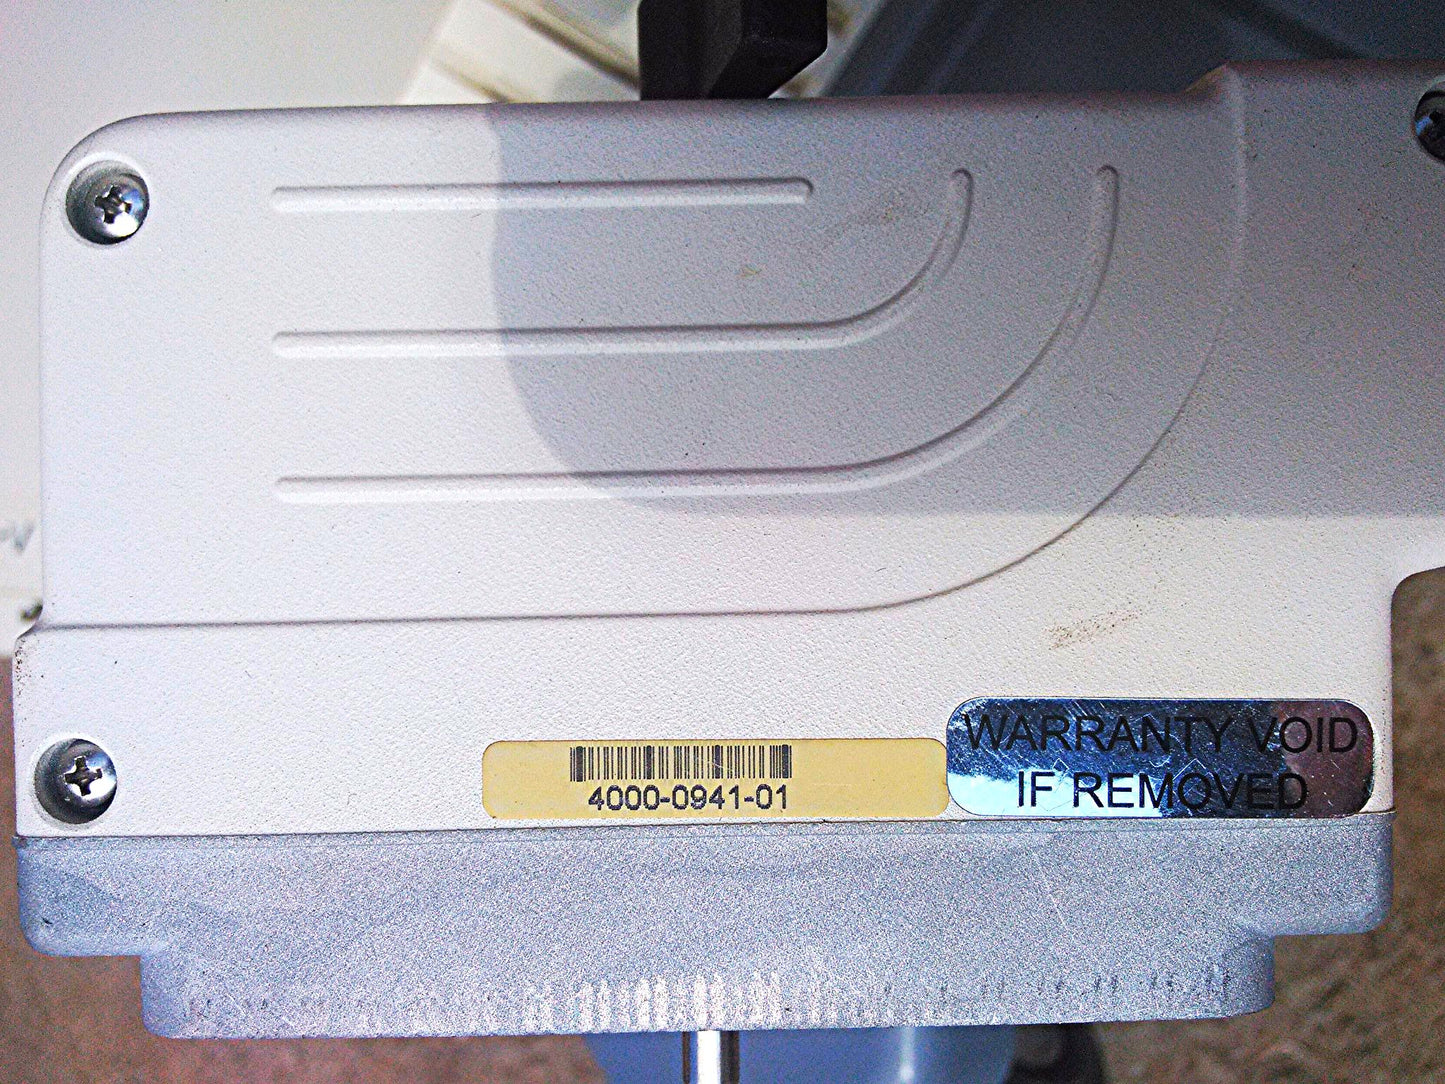 4000-0941-01
WARRANTY VOID
IF REMOVED